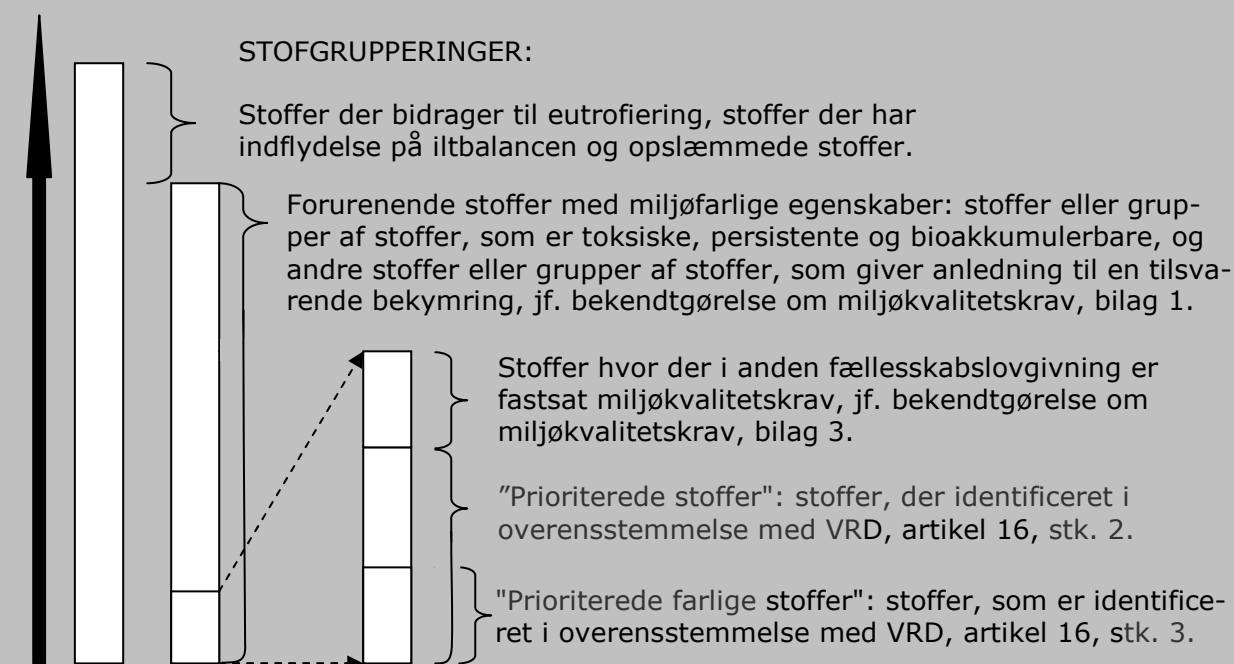 STOFGRUPPERINGER:
Stoffer der bidrager til eutrofiering, stoffer der har
indflydelse på iltbalancen og opslæmmede stoffer.
Forurenende stoffer med miljøfarlige egenskaber: stoffer eller grup-
per af stoffer, som er toksiske, persistente og bioakkumulerbare, og
andre stoffer eller grupper af stoffer, som giver anledning til en tilsva-
rende bekymring, jf. bekendtgørelse om miljøkvalitetskrav, bilag 1.
Stoffer hvor der i anden fællesskabslovgivning er
fastsat miljøkvalitetskrav, jf. bekendtgørelse om
miljøkvalitetskrav, bilag 3.
”Prioriterede stoffer": stoffer, der identificeret i
overensstemmelse med VRD, artikel 16, stk. 2.
"Prioriterede farlige stoffer": stoffer, som er identifice-
ret i overensstemmelse med VRD, artikel 16, stk. 3.